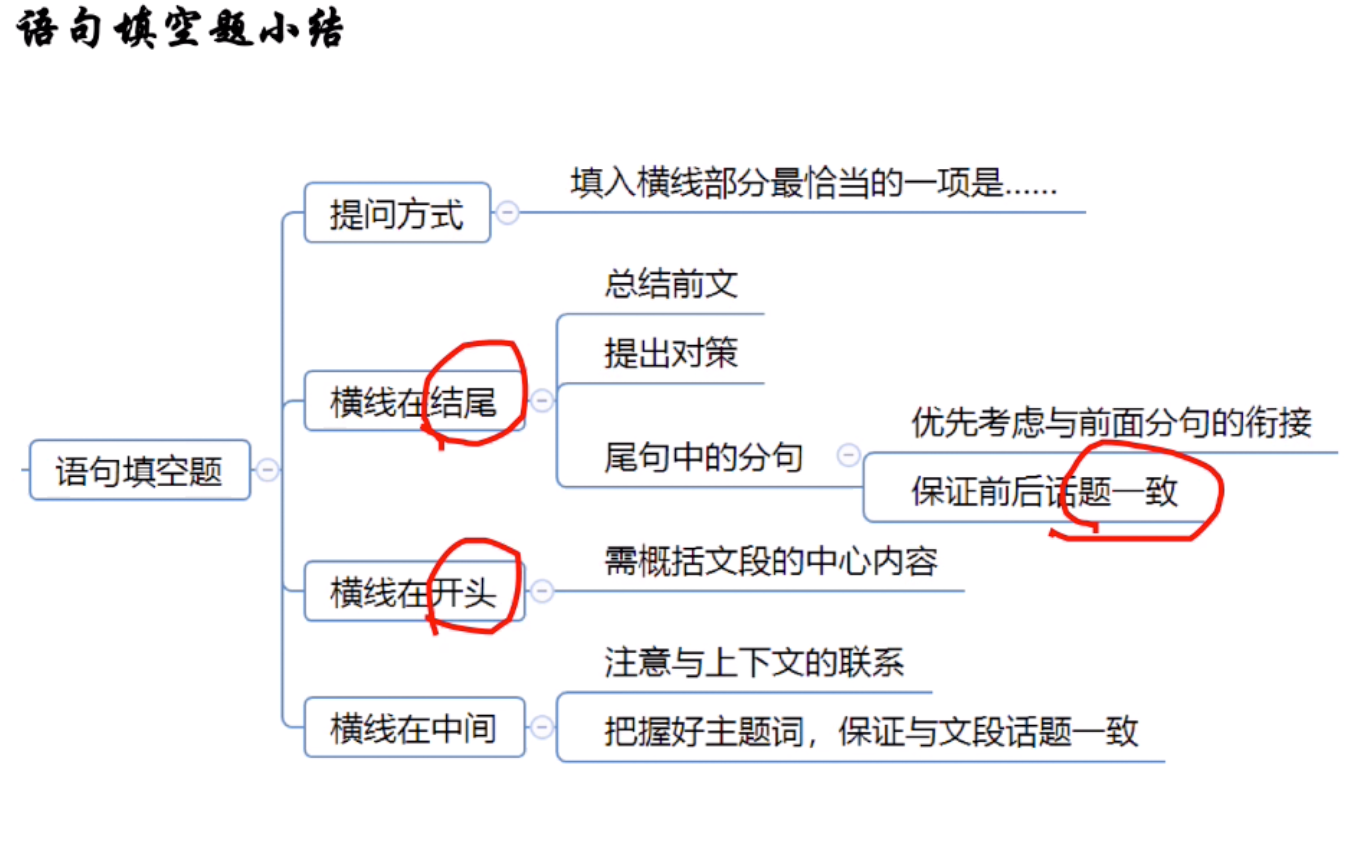 语句填空题小结
填入横线部分最恰当的一项是......
提问方式
总结前文
提出对策
横线在结尾
优先考虑与前面分句的衔接
尾句中的分句
语句填空题
保证前后话题一致
需概括文段的中心内容
横线在开头
注意与上下文的联系
横线在中间
把握好主题词，保证与文段话题一致